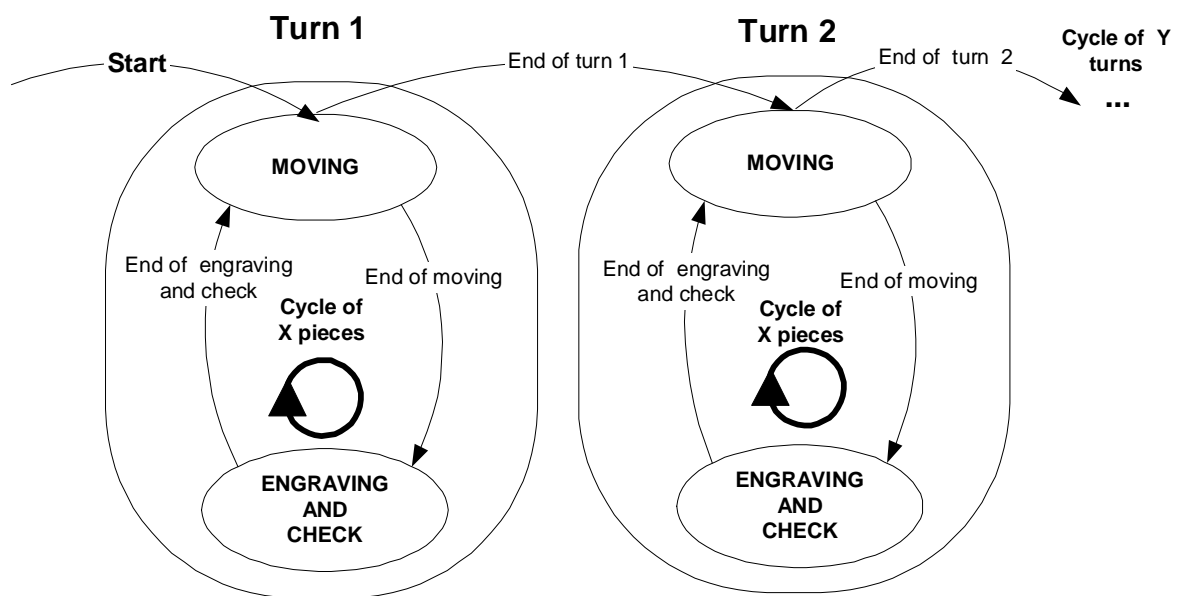 Turn 1
Turn 2
Cycle of Y
turns
...
Start
End of turn 1
End of turn 2
MOVING
End of engraving
and check
End of moving
Cycle of
X pieces
ENGRAVING
AND
CHECK
MOVING
End of engraving
and check
End of moving
Cycle of
X pieces
ENGRAVING
AND
CHECK